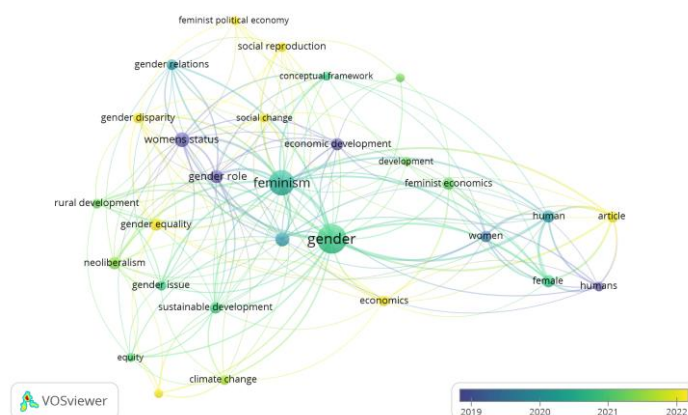 feminist political economy
social reproduction
gender relations
conceptual framework
gender disparity
social change
womens status
economic development
development
gender role
feminism
feminist economics
rural development
gender equality
human
article
women
gender
neoliberalism
gender issue
female
humans
sustainable development
economics
equity
climate change
VOSviewer
2019 2020 2021 2022